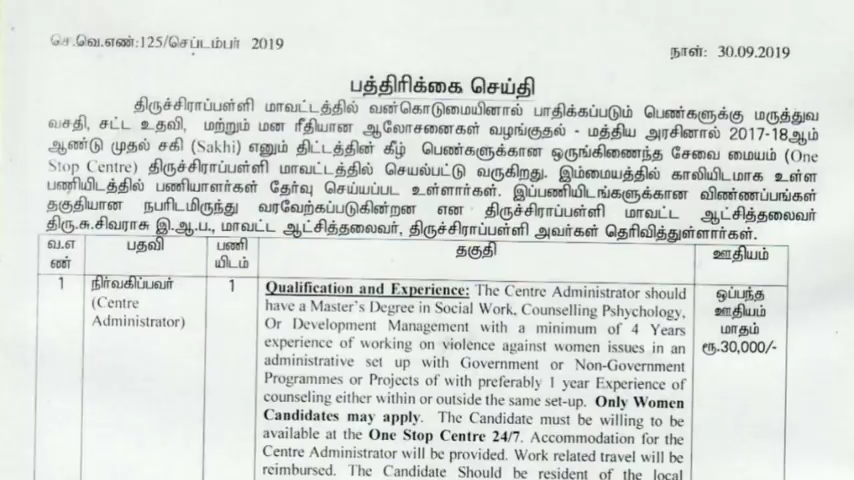 செ.வெ.எண்:125/செப்டம்பர் 2019
நாள்: 30.09.2019
பத்திரிக்கை செய்தி
திருச்சிராப்பள்ளி மாவட்டத்தில் வன்கொடுமையினால் பாதிக்கப்படும் பெண்களுக்கு மருத்துவ
வசதி, சட்ட உதவி, மற்றும் மன ரீதியான ஆலோசனைகள் வழங்குதல் - மத்திய அரசினால் 2017-18ஆம்
ஆண்டு முதல் சகி (Sakhi) எனும் திட்டத்தின் கீழ் பெண்களுக்கான ஒருங்கிணைந்த சேவை மையம் (One
Stop Centre) திருச்சிராப்பள்ளி மாவட்டத்தில் செயல்பட்டு வருகிறது. இம்மையத்தில் காலியிடமாக உள்ள
பணியிடத்தில் பணியாளர்கள் தேர்வு செய்யப்பட உள்ளார்கள். இப்பணியிடங்களுக்கான விண்ணப்பங்கள்
தகுதியான நபரிடமிருந்து வரவேற்கப்படுகின்றன என திருச்சிராப்பள்ளி மாவட்ட ஆட்சித்தலைவர்
திரு.சு.சிவராசு இ.ஆ.ப., மாவட்ட ஆட்சித்தலைவர், திருச்சிராப்பள்ளி அவர்கள் தெரிவித்துள்ளார்கள்.
வ.எ
ண்
பதவி
பணி
யிடம்
தகுதி
ஊதியம்
1
நிர்வகிப்பவர்
(Centre
Administrator)
1
Qualification and Experience: The Centre Administrator should
have a Master's Degree in Social Work, Counselling Pshychology,
Or Development Management with a minimum of 4 Years
experience of working on violence against women issues in an
administrative set up with Government or Non-Government
Programmes or Projects of with preferably 1 year Experience of
counseling either within or outside the same set-up. Only Women
Candidates may apply. The Candidate must be willing to be
available at the One Stop Centre 24/7. Accommodation for the
Centre Administrator will be provided. Work related travel will be
reimbursed. The Candidate Should be resident of the local
ஒப்பந்த
ஊதியம்
மாதம்
ரூ.30,000/-